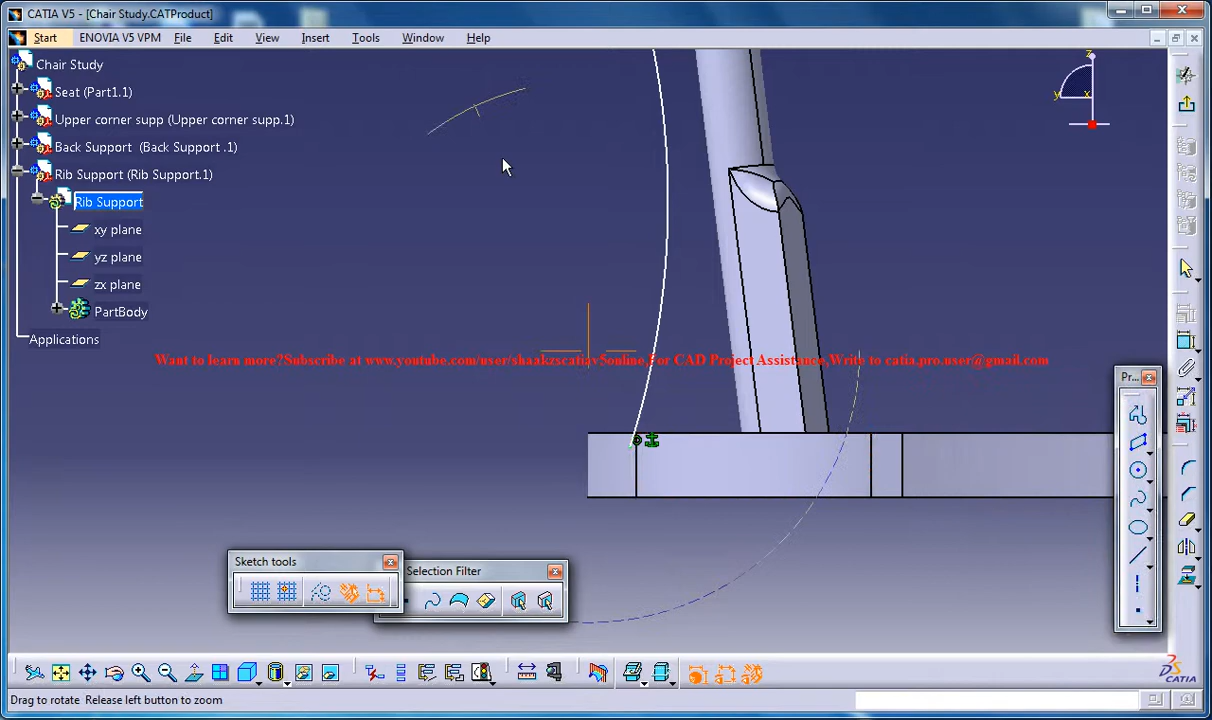 CATIA V5 - [Chair Study.CATProduct]
Start ENOVIA V5 VPM File Edit View Insert Tools Window Help
Chair Study
Seat (Part1.1)
Upper corner supp (Upper corner supp.1)
Back Support (Back Support .1)
Rib Support (Rib Support.1)
Rib Support
xy plane
yz plane
zx plane
PartBody
Applications
z
y
x
Want to learn more?Subscribe at www.youtube.com/user/shaakzscatiav5online,For CAD Project Assistance,Write to catia.pro.user@gmail.com
Pr...
Sketch tools
Selection Filter
CATIA
Drag to rotate Release left button to zoom